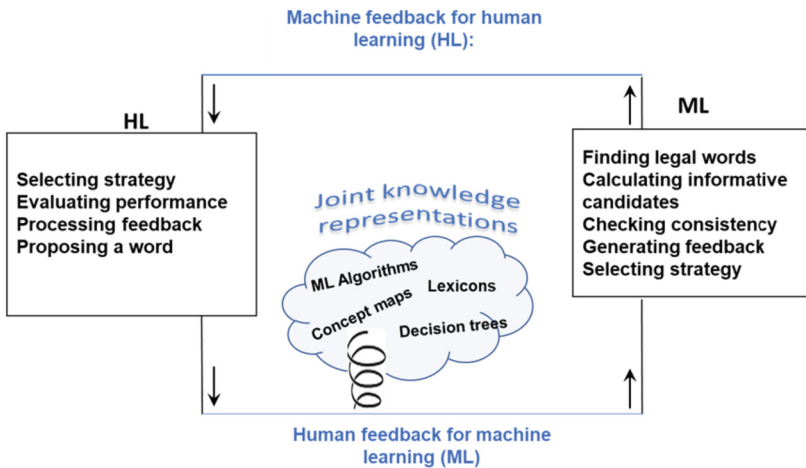 Machine feedback for human
learning (HL):
HL
ML
Selecting strategy
Evaluating performance
Processing feedback
Proposing a word
Joint knowledge
representations
ML Algorithms
Lexicons
Concept maps
Decision trees
Finding legal words
Calculating informative
candidates
Checking consistency
Generating feedback
Selecting strategy
Human feedback for machine
learning (ML)